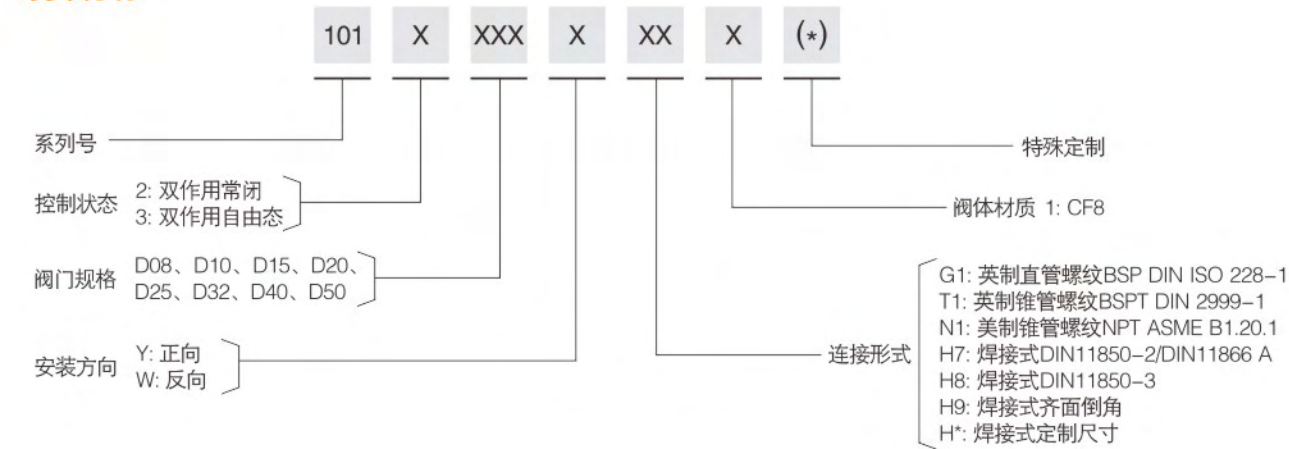 101 X XXX X XX X (*)
系列号
特殊定制
控制状态 2: 双作用常闭
3: 双作用自由态
阀体材质 1: CF8
阀门规格 D08、D10、D15、D20、
D25、D32、D40、D50
安装方向 Y: 正向
W: 反向
连接形式
G1: 英制直管螺纹BSP DIN ISO 228-1
T1: 英制锥管螺纹BSPT DIN 2999-1
N1: 美制锥管螺纹NPT ASME B1.20.1
H7: 焊接式DIN11850-2/DIN11866 A
H8: 焊接式DIN11850-3
H9: 焊接式齐面倒角
H*: 焊接式定制尺寸